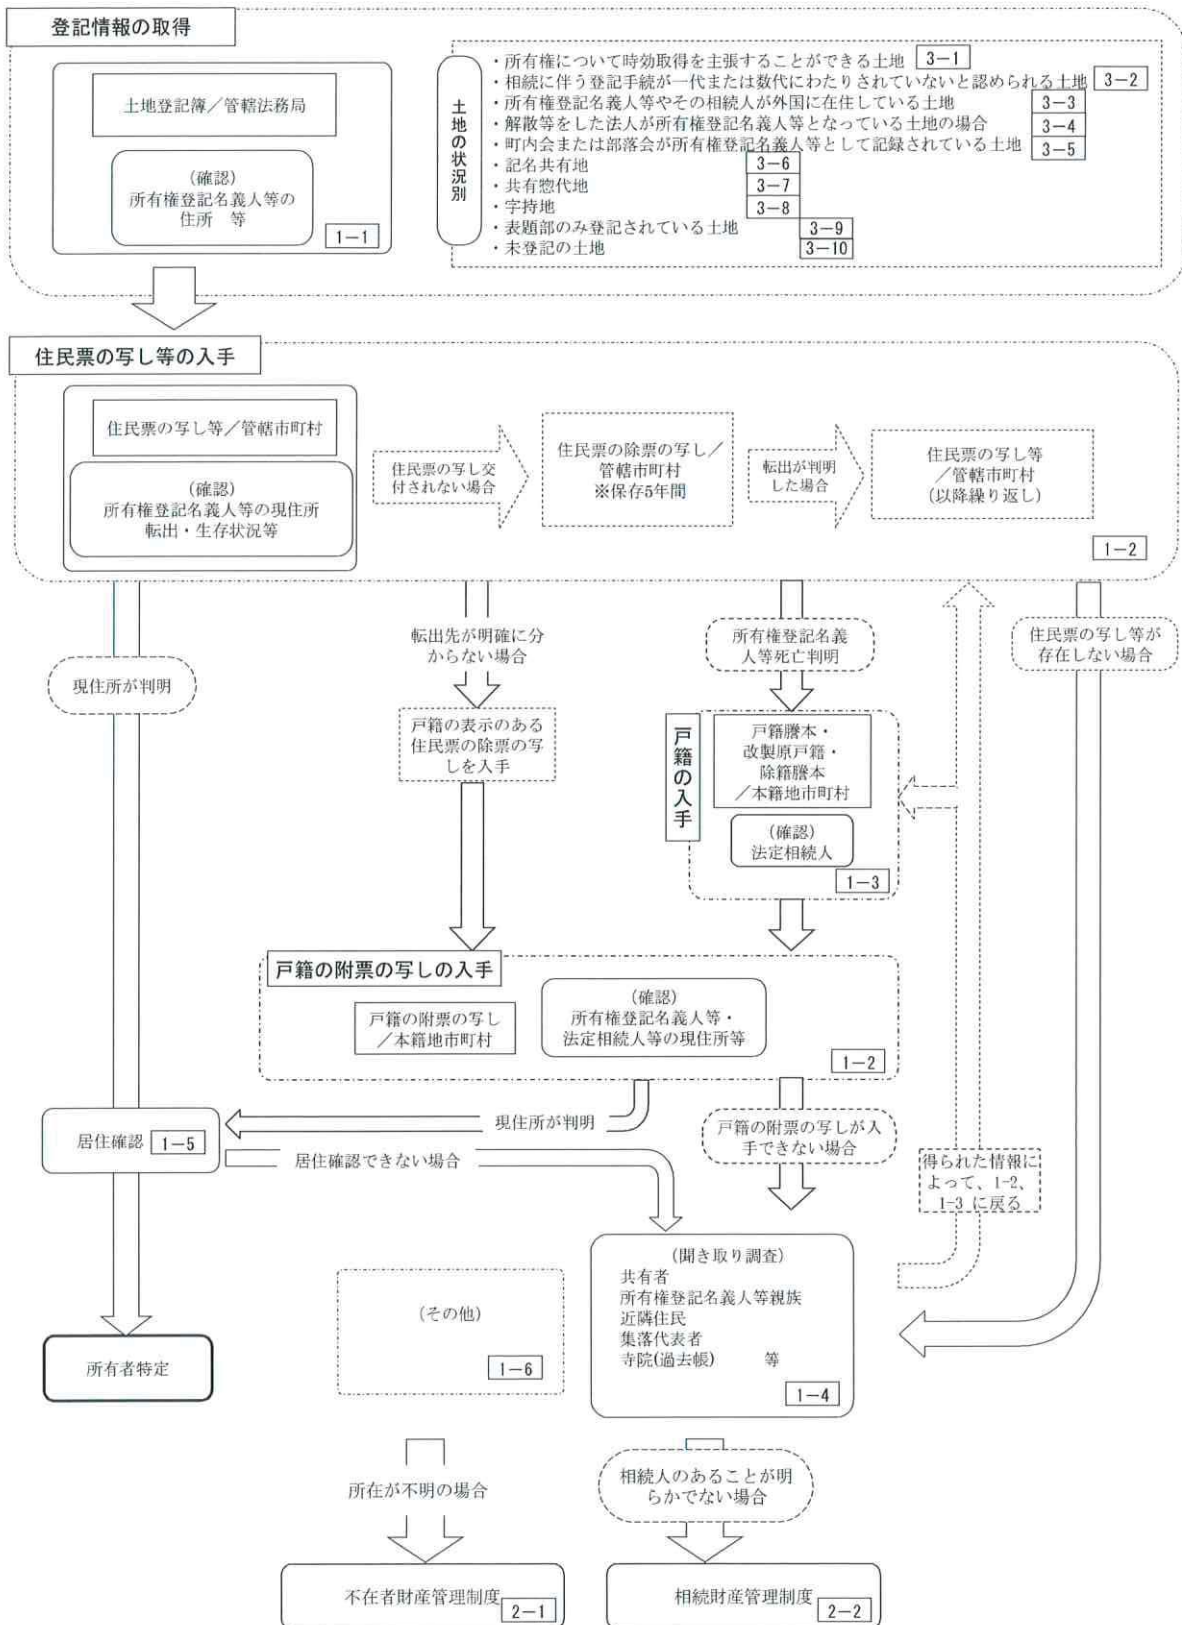 登記情報の取得
土地登記簿／管轄法務局
(確認)
所有権登記名義人等の
住所　等
1－1
土地の状況別
・所有権について時効取得を主張することができる土地 3－1
・相続に伴う登記手続が一代または数代にわたりされていないと認められる土地 3－2
・所有権登記名義人等やその相続人が外国に在住している土地 3－3
・解散等をした法人が所有権登記名義人等となっている土地の場合 3－4
・町内会または部落会が所有権登記名義人等として記録されている土地 3－5
・記名共有地 3－6
・共有惣代地 3－7
・字持地 3－8
・表題部のみ登記されている土地 3－9
・未登記の土地 3－10
住民票の写し等の入手
住民票の写し等／管轄市町村
(確認)
所有権登記名義人等の現住所
転出・生存状況等
住民票の写し交
付されない場合
住民票の除票の写し／
管轄市町村
※保存5年間
転出が判明
した場合
住民票の写し等
／管轄市町村
(以降繰り返し)
1－2
現住所が判明
転出先が明確に分
からない場合
所有権登記名義
人等死亡判明
住民票の写し等が
存在しない場合
戸籍の表示のある
住民票の除票の写
しを入手
戸籍の入手
戸籍謄本・
改製原戸籍・
除籍謄本
／本籍地市町村
(確認)
法定相続人
1－3
戸籍の附票の写しの入手
戸籍の附票の写し
／本籍地市町村
(確認)
所有権登記名義人等・
法定相続人等の現住所等
1－2
現住所が判明
戸籍の附票の写しが入
手できない場合
居住確認 1－5
居住確認できない場合
得られた情報に
よって、1-2、
1-3 に戻る
(聞き取り調査)
共有者
所有権登記名義人等親族
近隣住民
集落代表者
寺院(過去帳)　　等
1－4
(その他)
1－6
所有者特定
所在が不明の場合
相続人のあることが明
らかでない場合
不在者財産管理制度 2－1
相続財産管理制度 2－2